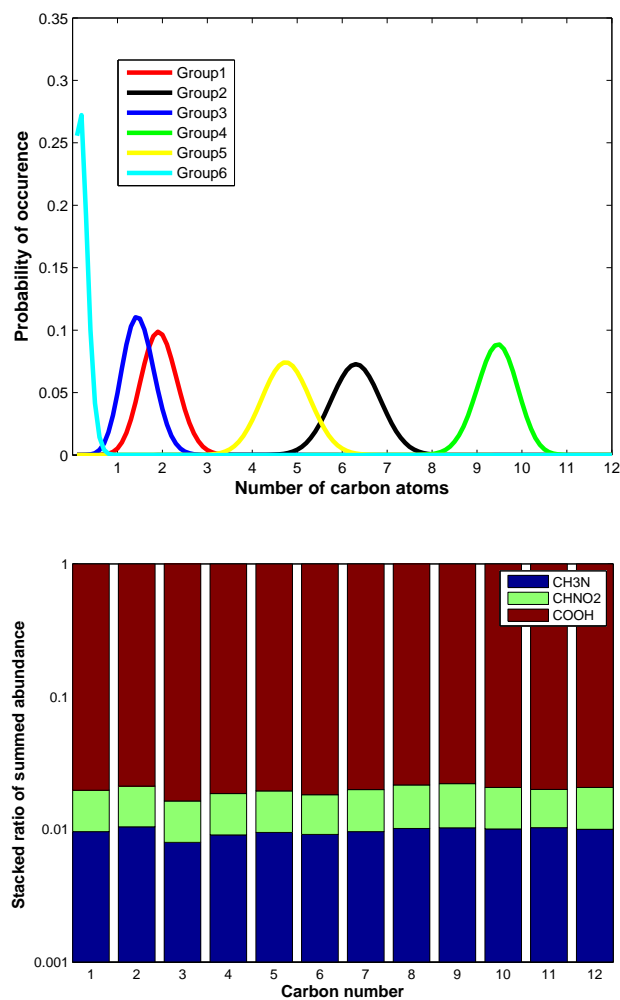 0.35
0.3
0.25
0.2
0.15
0.1
0.05
0
Probability of occurence
Group1
Group2
Group3
Group4
Group5
Group6
1 2 3 4 5 6 7 8 9 10 11 12
Number of carbon atoms
1
0.1
0.01
0.001
Stacked ratio of summed abundance
CH3N
CHNO2
COOH
1 2 3 4 5 6 7 8 9 10 11 12
Carbon number